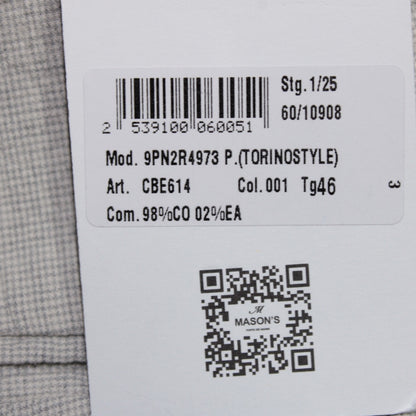 Stg.1/25
60/10908
2 539100 060051
Mod. 9PN2R4973 P.(TORINOSTYLE)
Art. CBE614 Col.001 Tg46
Com.98%CO 02%EA
3
M
MASON'S